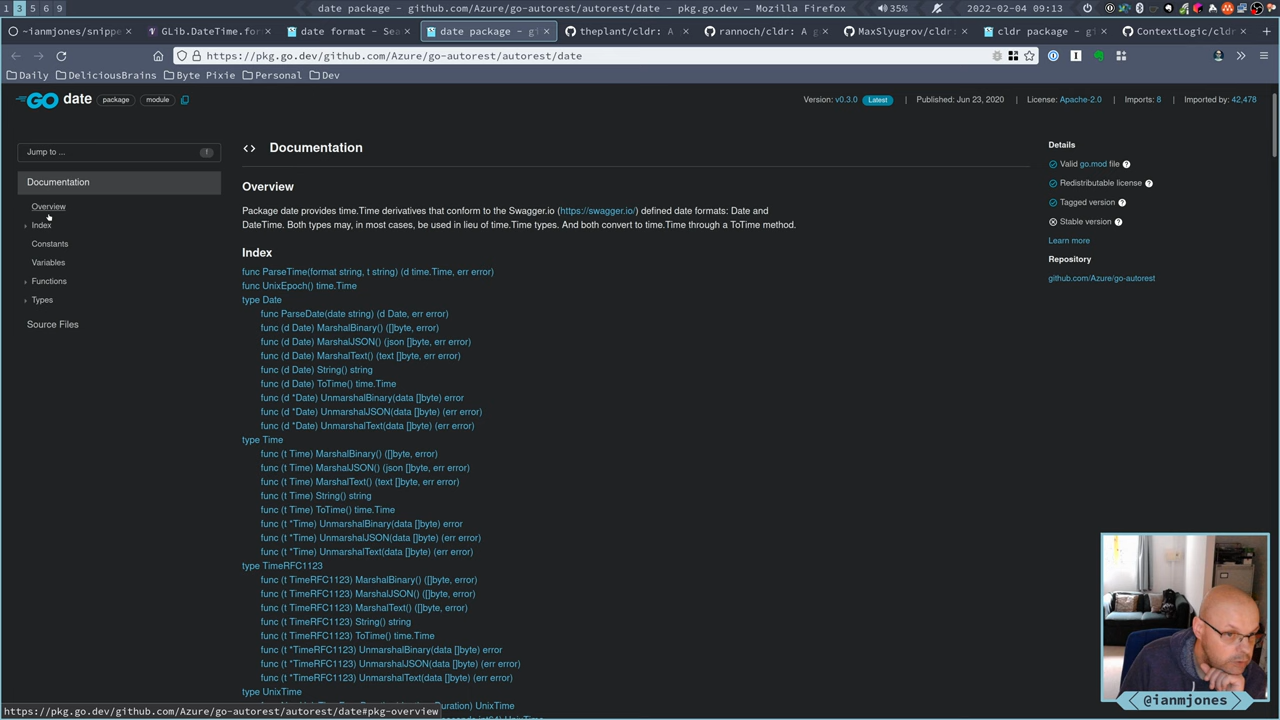 1 3 5 6 9
date package - github.com/Azure/go-autorest/autorest/date - pkg.go.dev — Mozilla Firefox
35%
2022-02-04 09:13
~ianmjones/snippe
GLib.DateTime.for
date format - Sea
date package - gi
theplant/cldr: A
rannoch/cldr: A g
MaxSlyugrov/cldr:
cldr package - gi
ContextLogic/cldr
https://pkg.go.dev/github.com/Azure/go-autorest/autorest/date
Daily DeliciousBrains Byte Pixie Personal Dev
GO date package module
Version: v0.3.0 Latest | Published: Jun 23, 2020 | License: Apache-2.0 | Imports: 8 | Imported by: 42,478
Jump to ... f
Documentation
Overview
Index
Constants
Variables
Functions
Types
Source Files
Documentation
Overview
Package date provides time.Time derivatives that conform to the Swagger.io (https://swagger.io/) defined date formats: Date and
DateTime. Both types may, in most cases, be used in lieu of time.Time types. And both convert to time.Time through a ToTime method.
Index
func ParseTime(format string, t string) (d time.Time, err error)
func UnixEpoch() time.Time
type Date
func ParseDate(date string) (d Date, err error)
func (d Date) MarshalBinary() ([]byte, error)
func (d Date) MarshalJSON() (json []byte, err error)
func (d Date) MarshalText() (text []byte, err error)
func (d Date) String() string
func (d Date) ToTime() time.Time
func (d *Date) UnmarshalBinary(data []byte) error
func (d *Date) UnmarshalJSON(data []byte) (err error)
func (d *Date) UnmarshalText(data []byte) (err error)
type Time
func (t Time) MarshalBinary() ([]byte, error)
func (t Time) MarshalJSON() (json []byte, err error)
func (t Time) MarshalText() (text []byte, err error)
func (t Time) String() string
func (t Time) ToTime() time.Time
func (t *Time) UnmarshalBinary(data []byte) error
func (t *Time) UnmarshalJSON(data []byte) (err error)
func (t *Time) UnmarshalText(data []byte) (err error)
type TimeRFC1123
func (t TimeRFC1123) MarshalBinary() ([]byte, error)
func (t TimeRFC1123) MarshalJSON() ([]byte, error)
func (t TimeRFC1123) MarshalText() ([]byte, error)
func (t TimeRFC1123) String() string
func (t TimeRFC1123) ToTime() time.Time
func (t *TimeRFC1123) UnmarshalBinary(data []byte) error
func (t *TimeRFC1123) UnmarshalJSON(data []byte) (err error)
func (t *TimeRFC1123) UnmarshalText(data []byte) (err error)
type UnixTime
Details
Valid go.mod file
Redistributable license
Tagged version
Stable version
Learn more
Repository
github.com/Azure/go-autorest
https://pkg.go.dev/github.com/Azure/go-autorest/autorest/date#pkg-overview
@ianmjones